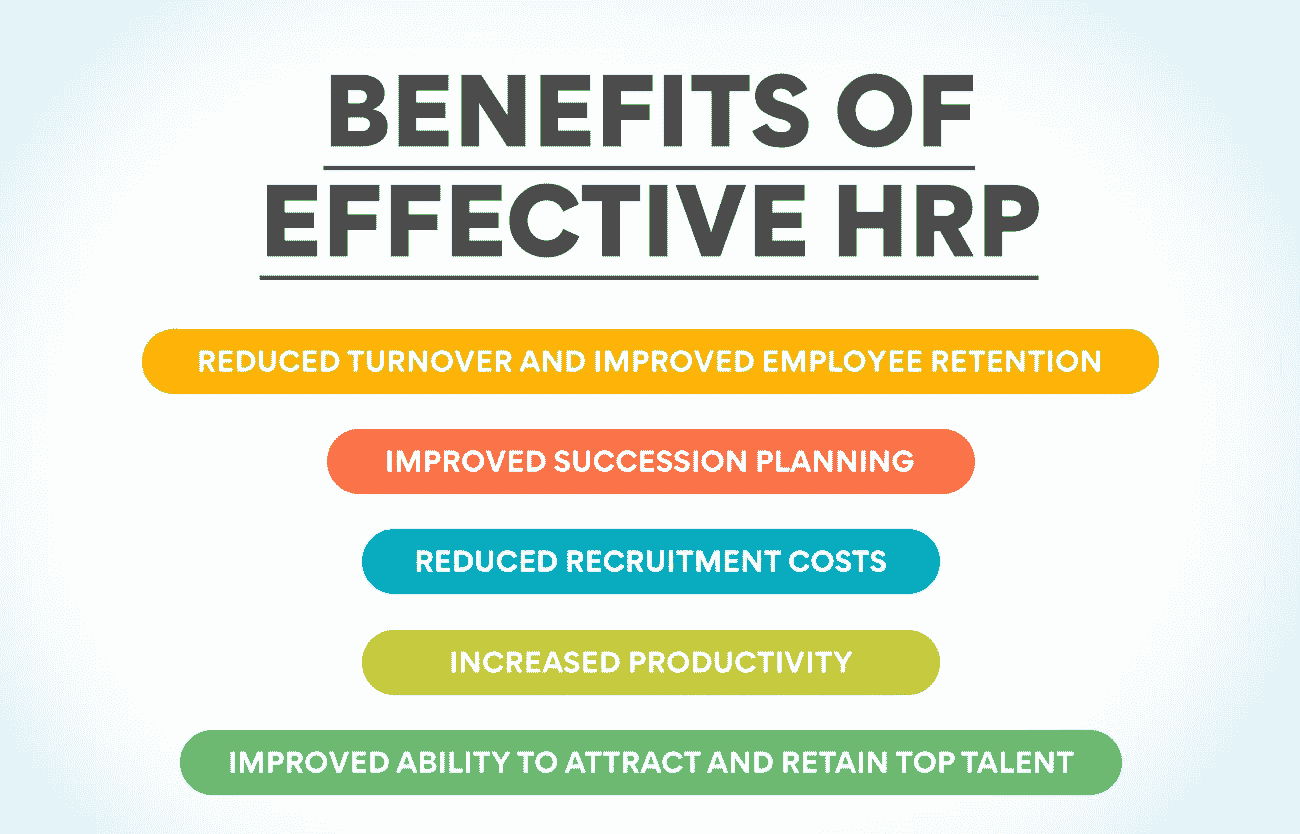 BENEFITS OF
EFFECTIVE HRP
REDUCED TURNOVER AND IMPROVED EMPLOYEE RETENTION
IMPROVED SUCCESSION PLANNING
REDUCED RECRUITMENT COSTS
INCREASED PRODUCTIVITY
IMPROVED ABILITY TO ATTRACT AND RETAIN TOP TALENT